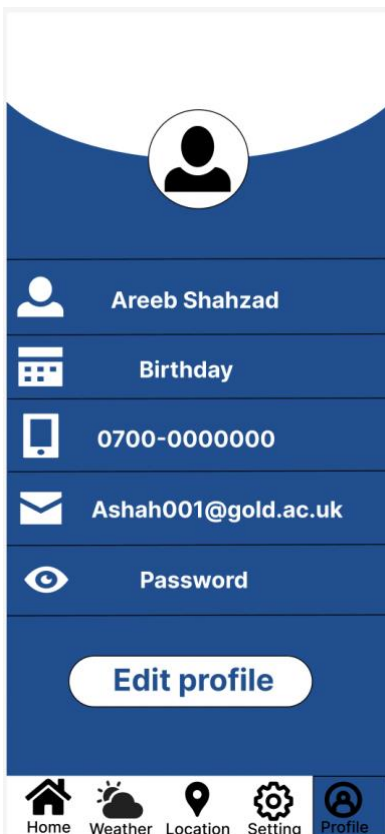 Areeb Shahzad
Birthday
0700-0000000
Ashah001@gold.ac.uk
Password
Edit profile
Home Weather Location Setting Profile